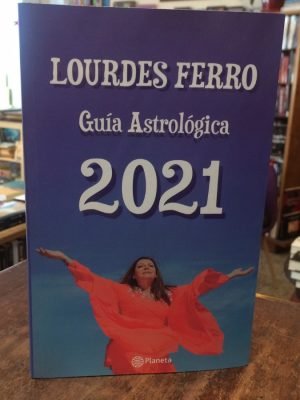 LOURDES FERRO
Guía Astrológica
2021
Planeta